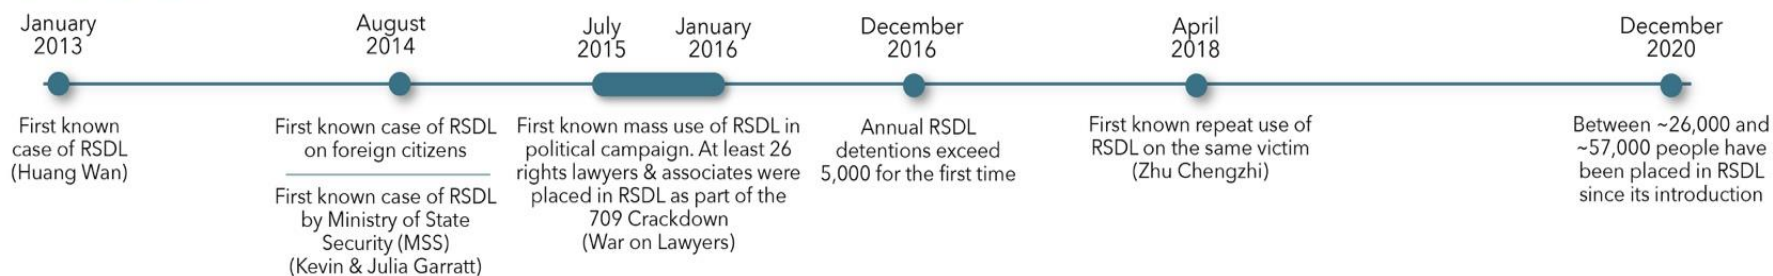 January
2013
First known
case of RSDL
(Huang Wan)
August
2014
First known case of RSDL
on foreign citizens
First known case of RSDL
by Ministry of State
Security (MSS)
(Kevin & Julia Garratt)
July
2015
January
2016
First known mass use of RSDL in
political campaign. At least 26
rights lawyers & associates were
placed in RSDL as part of the
709 Crackdown
(War on Lawyers)
December
2016
Annual RSDL
detentions exceed
5,000 for the first time
April
2018
First known repeat use of
RSDL on the same victim
(Zhu Chengzhi)
December
2020
Between ~26,000 and
~57,000 people have
been placed in RSDL
since its introduction